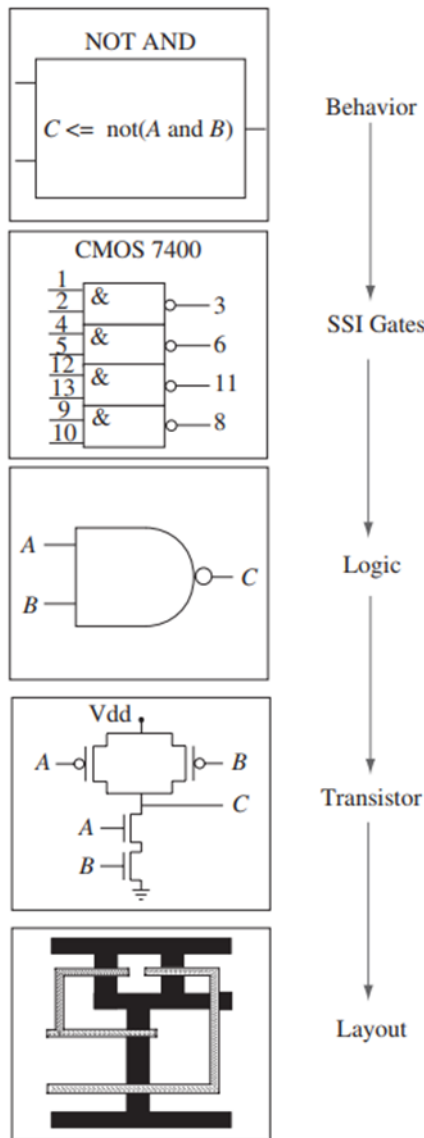 NOT AND
C <= not(A and B)
Behavior
CMOS 7400
1
& 3
2
4
& 6
5
12
& 11
13
9
& 8
10
SSI Gates
A
C
B
Logic
Vdd
A B
C
A
B
Transistor
Layout